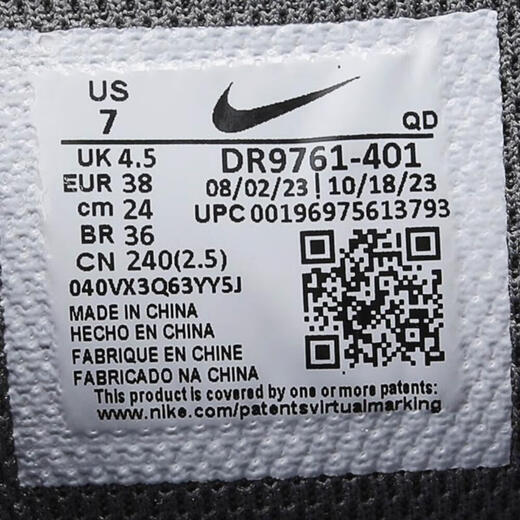 US
7
QD
UK 4.5
EUR 38
cm 24
BR 36
CN 240(2.5)
040VX3Q63YY5J
DR9761-401
08/02/23 | 10/18/23
UPC 00196975613793
MADE IN CHINA
HECHO EN CHINA
FABRIQUE EN CHINE
FABRICADO NA CHINA
This product is covered by one or more patents:
www.nike.com/patentsvirtualmarking